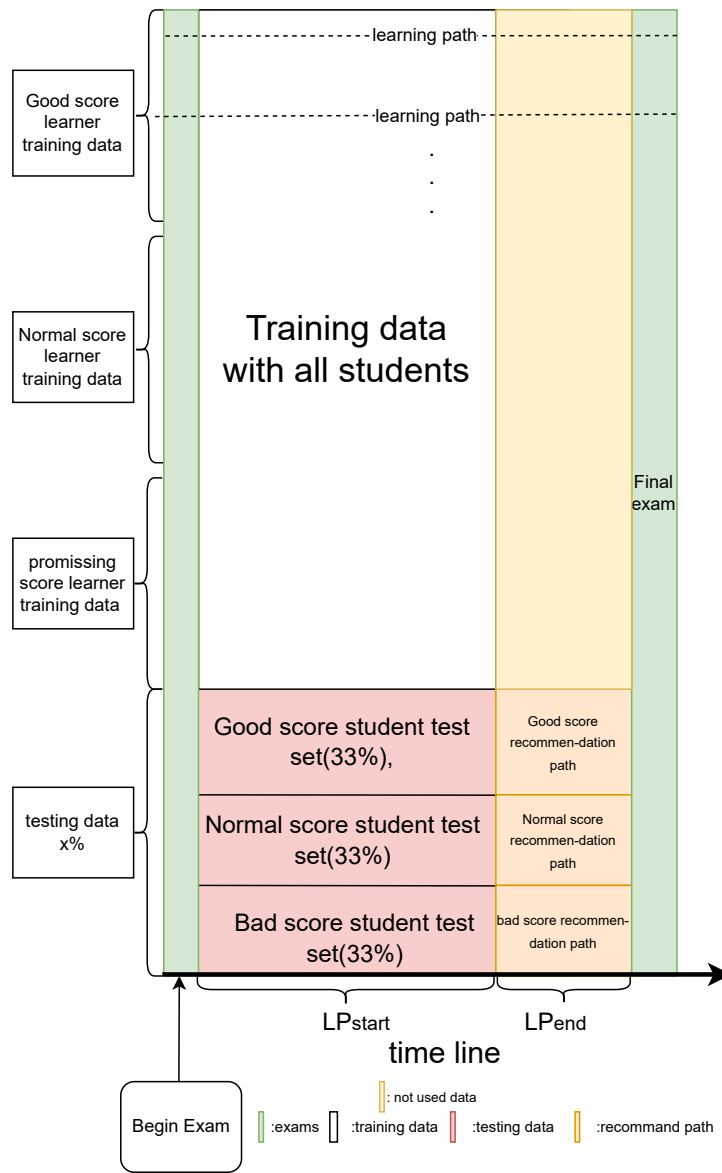 learning path
Good score
learner
training data
learning path
.
.
.
Normal score
learner
training data
Training data
with all students
Final
exam
promissing
score learner
training data
Good score student test
set(33%),
Good score
recommen-dation
path
testing data
x%
Normal score student test
set(33%)
Normal score
recommen-dation
path
Bad score student test
set(33%)
bad score recommen-
dation path
LPstart
LPend
time line
Begin Exam
: not used data
:exams
:training data
:testing data
:recommand path